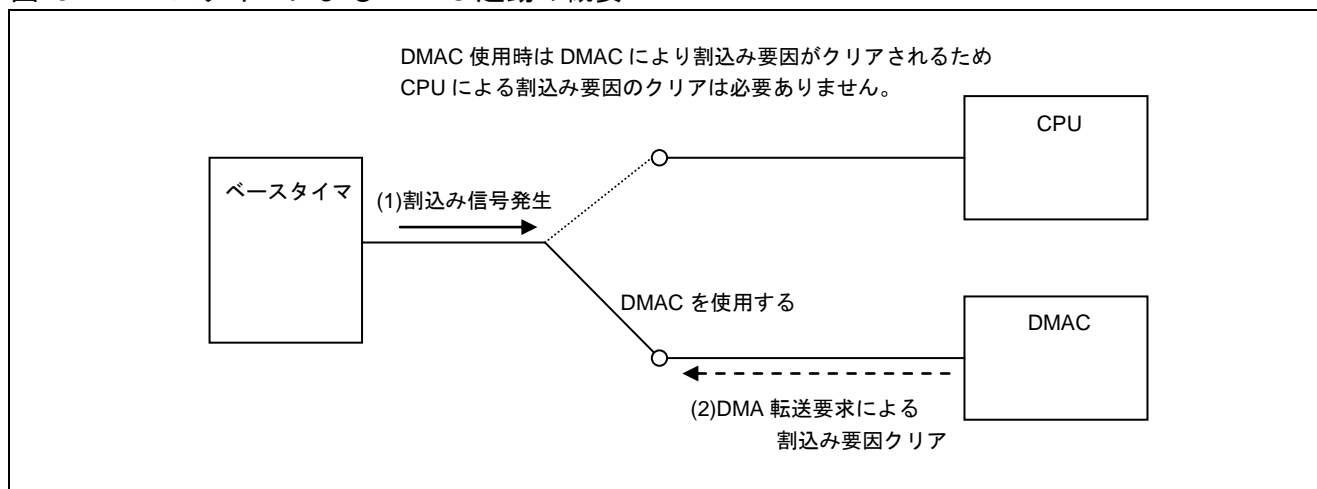 DMAC 使用時は DMAC により割込み要因がクリアされるため
CPU による割込み要因のクリアは必要ありません。
CPU
ベースタイマ
(1)割込み信号発生
DMAC を使用する
DMAC
(2)DMA 転送要求による
割込み要因クリア